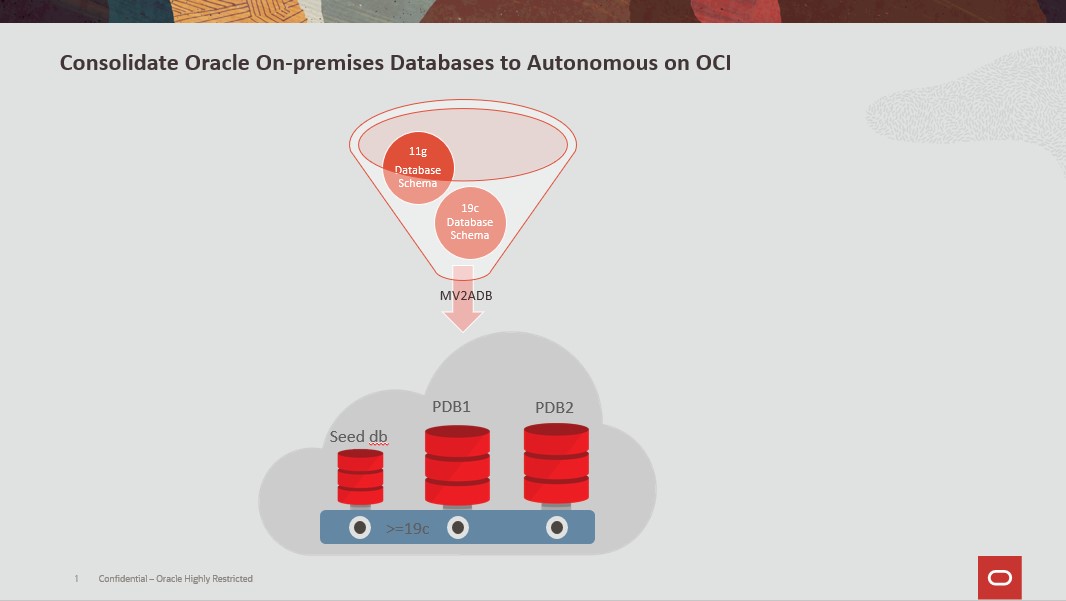 Consolidate Oracle On-premises Databases to Autonomous on OCI
11g
Database
Schema
19c
Database
Schema
MV2ADB
PDB1
PDB2
Seed db
>=19c
1
Confidential – Oracle Highly Restricted